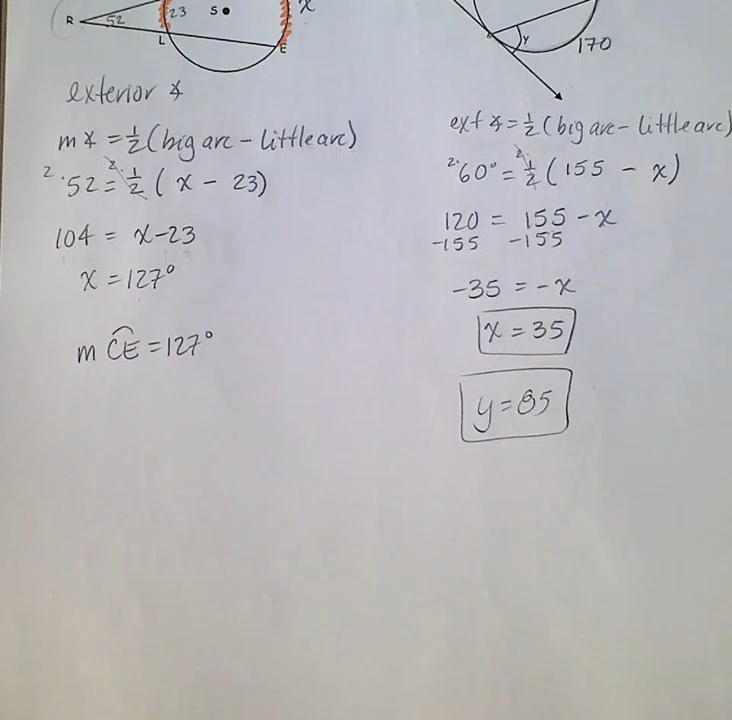 R 52 23 S x
L E
exterior ∡
m∡ = ½ (big arc - little arc)
2 · 52 = 2 · ½ ( x - 23)
104 = x - 23
x = 127°
m CE = 127°
Y 170
ext ∡ = ½ (big arc - little arc)
2 · 60° = 2 · ½ (155 - x)
120 = 155 - x
-155 -155
-35 = -x
x = 35
y = 85